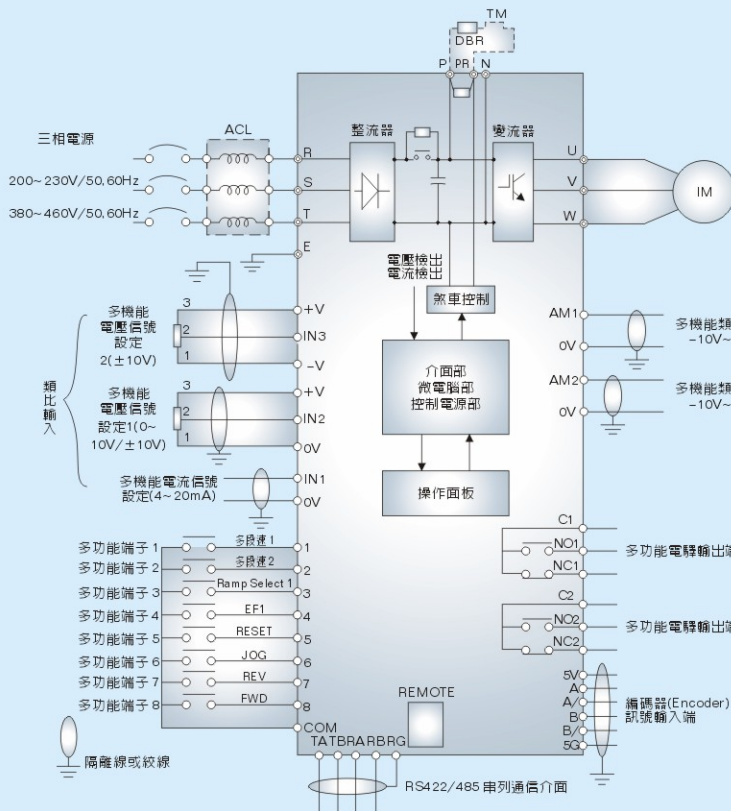 TM
DBR
P PR N
三相電源
ACL
整流器
變流器
R
S
T
E
200~230V/50,60Hz
380~460V/50,60Hz
U
V
W
IM
電壓檢出
電流檢出
煞車控制
介面部
微電腦部
控制電源部
操作面板
類比輸入
多機能
電壓信號
設定
2(±10V)
3
2
1
+V
IN3
-V
多機能
電壓信號
設定1(0~
10V/±10V)
3
2
1
+V
IN2
0V
多機能電流信號
設定(4~20mA)
IN1
0V
AM1
0V
多機能類
-10V~
AM2
0V
多機能類
-10V~
多功能端子1 多段速1 1
多功能端子2 多段速2 2
多功能端子3 Ramp Select 1 3
多功能端子4 EF1 4
多功能端子5 RESET 5
多功能端子6 JOG 6
多功能端子7 REV 7
多功能端子8 FWD 8
COM
C1
NO1
NC1
多功能電驛輸出端
C2
NO2
NC2
多功能電驛輸出端
5V
A
A/
B
B/
5G
編碼器(Encoder)
訊號輸入端
REMOTE
TATBRARBRG
隔離線或絞線
RS422/485 串列通信介面